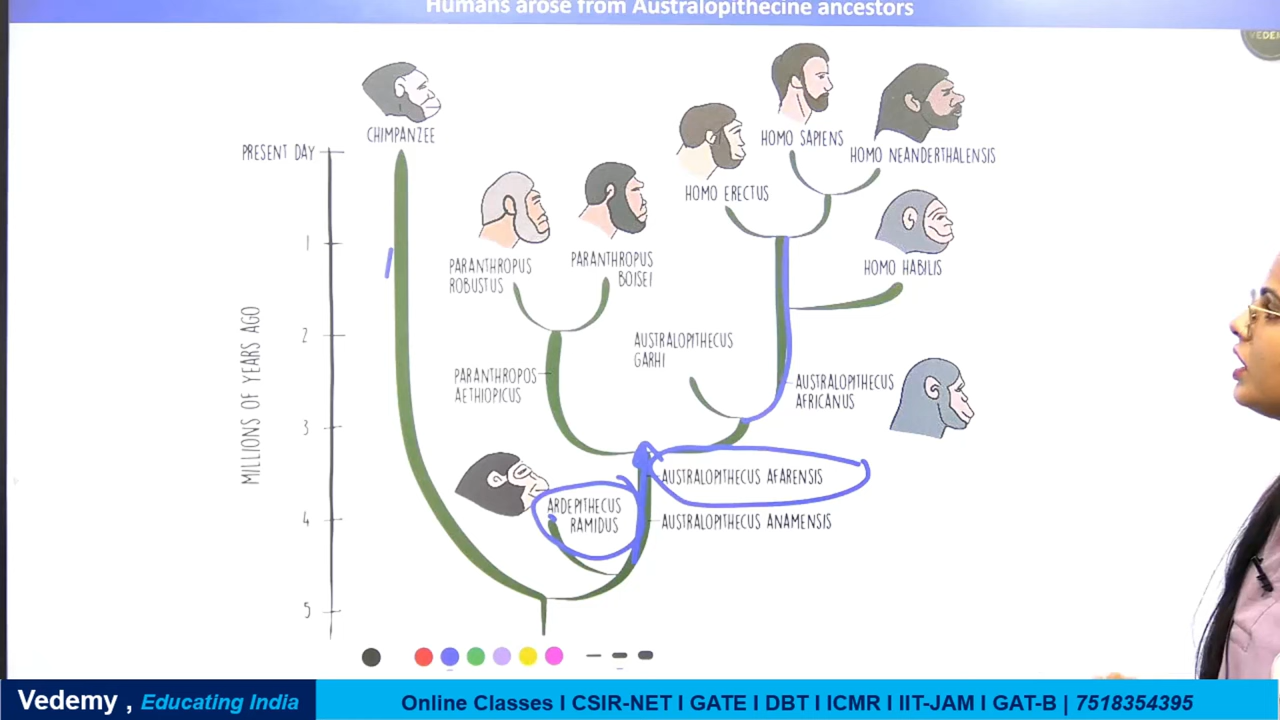 Humans arose from Australopithecine ancestors
VEDEM
CHIMPANZEE
HOMO SAPIENS
HOMO NEANDERTHALENSIS
PRESENT DAY
HOMO ERECTUS
PARANTHROPUS
BOISEI
PARANTHROPUS
ROBUSTUS
HOMO HABILIS
1
2
3
4
5
MILLIONS OF YEARS AGO
AUSTRALOPITHECUS
GARHI
PARANTHROPOS
AETHIOPICUS
AUSTRALOPITHECUS
AFRICANUS
AUSTRALOPITHECUS AFARENSIS
ARDEPITHECUS
RAMIDUS
AUSTRALOPITHECUS ANAMENSIS
Vedemy , Educating India
Online Classes I CSIR-NET I GATE I DBT I ICMR I IIT-JAM I GAT-B | 7518354395